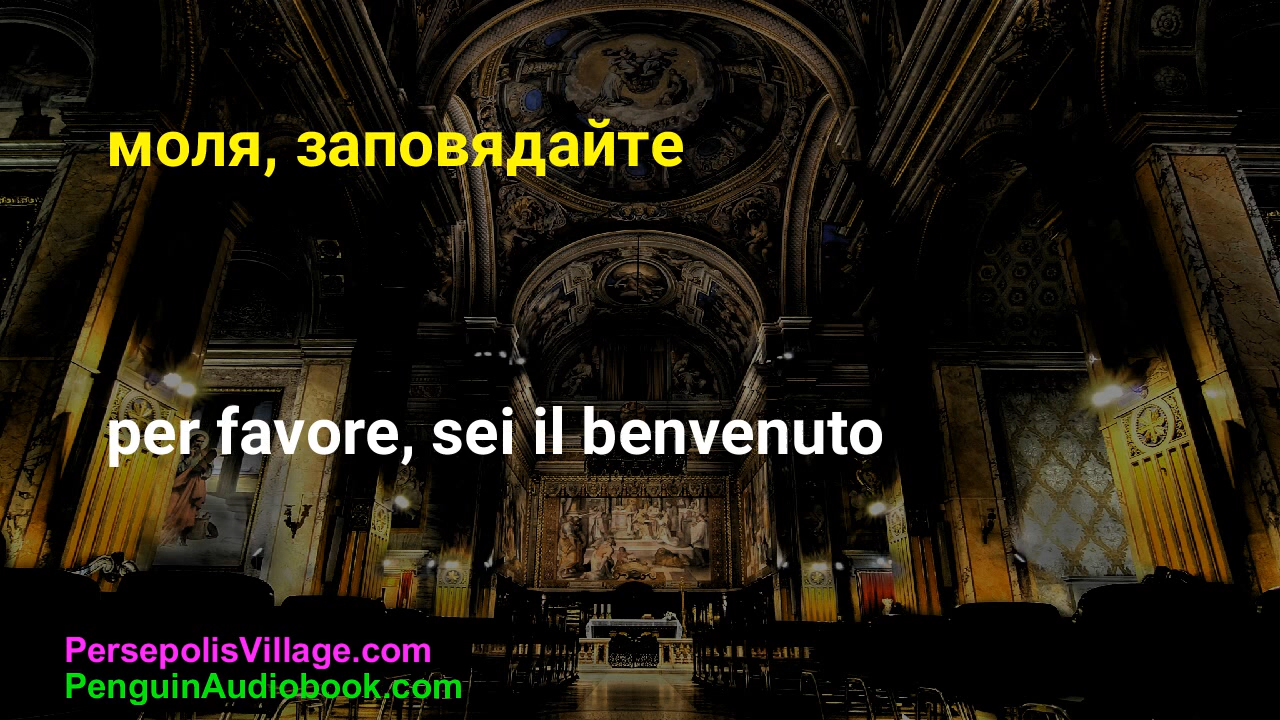 моля, заповядайте
per favore, sei il benvenuto
PersepolisVillage.com
PenguinAudiobook.com